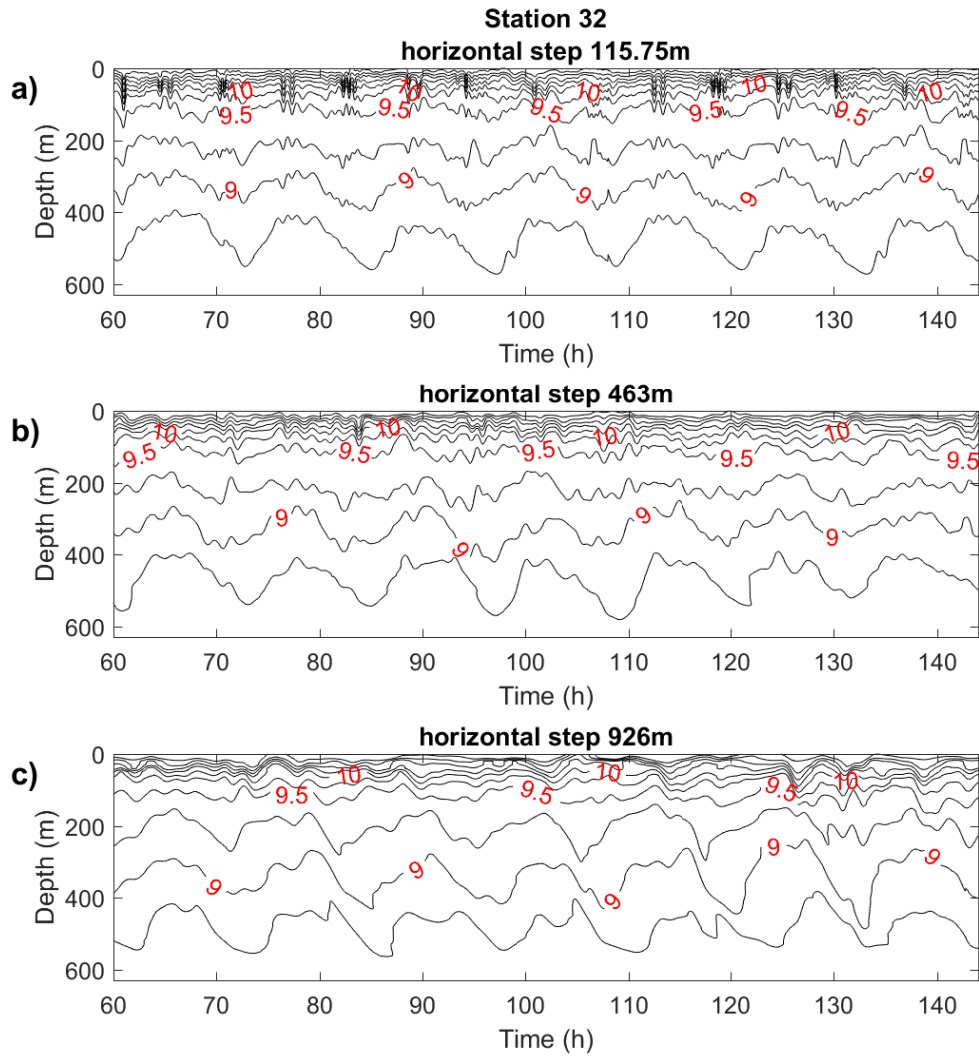 Station 32
horizontal step 115.75m
a)
0
200
400
600
Depth (m)
10 10 10 10 10
9.5 9.5 9.5 9.5 9.5
9 9 9 9 9
60 70 80 90 100 110 120 130 140
Time (h)
horizontal step 463m
b)
0
200
400
600
Depth (m)
10 10 10 10
9.5 9.5 9.5 9.5 9.5
9 9 9 9
60 70 80 90 100 110 120 130 140
Time (h)
horizontal step 926m
c)
0
200
400
600
Depth (m)
10 10 10
9.5 9.5 9.5
9 9 9 9 9
60 70 80 90 100 110 120 130 140
Time (h)